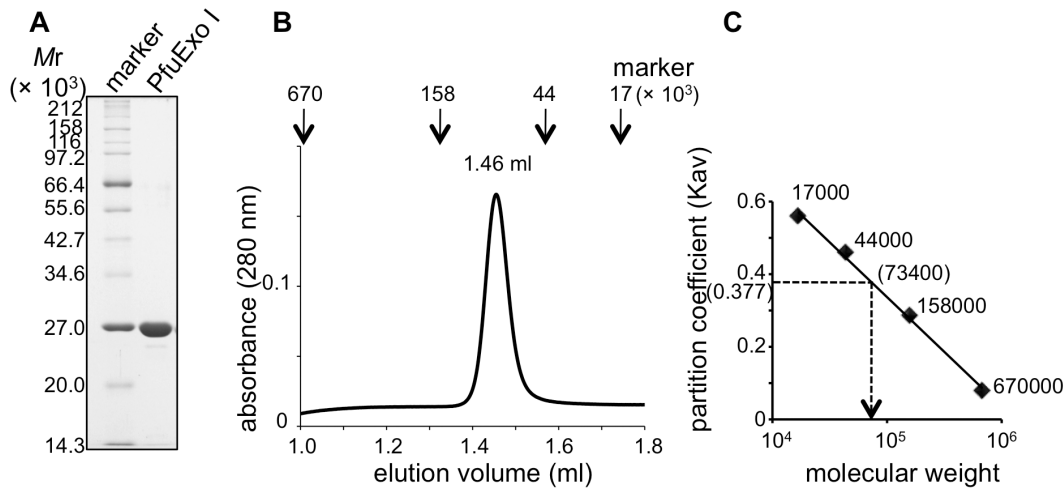 A
Mr
(× 10³)
marker
PfuExo I
212
158
116
97.2
66.4
55.6
42.7
34.6
27.0
20.0
14.3
B
marker
670
158
44
17 (× 10³)
1.46 ml
absorbance (280 nm)
0.1
0
1.0
1.2
1.4
1.6
1.8
elution volume (ml)
C
partition coefficient (Kav)
0.6
0.4
(0.377)
0.2
0
17000
44000
(73400)
158000
670000
10⁴
10⁵
10⁶
molecular weight